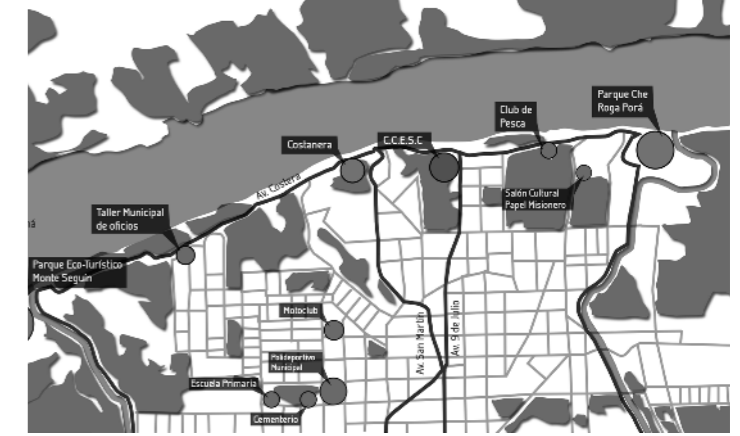 Parque Che
Roga Porá
Club de
Pesca
C.C.E.S.C
Costanera
Av. Costera
Salón Cultural
Papel Misionero
Taller Municipal
de oficios
Parque Eco-Turístico
Monte Seguín
Motoclub
Av. San Martín
Av. 9 de Julio
Polideportivo
Municipal
Escuela Primaria
Cementerio